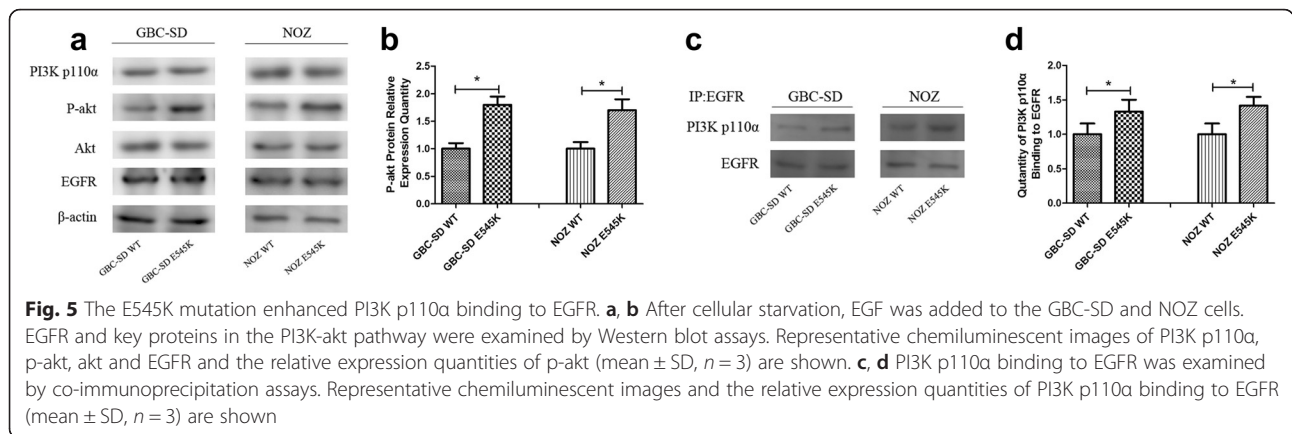 a
GBC-SD
NOZ
PI3K p110α
P-akt
Akt
EGFR
β-actin
GBC-SD WT
GBC-SD E545K
NOZ WT
NOZ E545K
b
P-akt Protein Relative
Expression Quantity
2.5
2.0
1.5
1.0
0.5
0.0
*
*
GBC-SD WT
GBC-SD E545K
NOZ WT
NOZ E545K
c
IP:EGFR
GBC-SD
NOZ
PI3K p110α
EGFR
GBC-SD WT
GBC-SD E545K
NOZ WT
NOZ E545K
d
Qutantity of PI3K p110α
Binding to EGFR
2.0
1.5
1.0
0.5
0.0
*
*
GBC-SD WT
GBC-SD E545K
NOZ WT
NOZ E545K
Fig. 5 The E545K mutation enhanced PI3K p110α binding to EGFR. a, b After cellular starvation, EGF was added to the GBC-SD and NOZ cells.
EGFR and key proteins in the PI3K-akt pathway were examined by Western blot assays. Representative chemiluminescent images of PI3K p110α,
p-akt, akt and EGFR and the relative expression quantities of p-akt (mean ± SD, n = 3) are shown. c, d PI3K p110α binding to EGFR was examined
by co-immunoprecipitation assays. Representative chemiluminescent images and the relative expression quantities of PI3K p110α binding to EGFR
(mean ± SD, n = 3) are shown